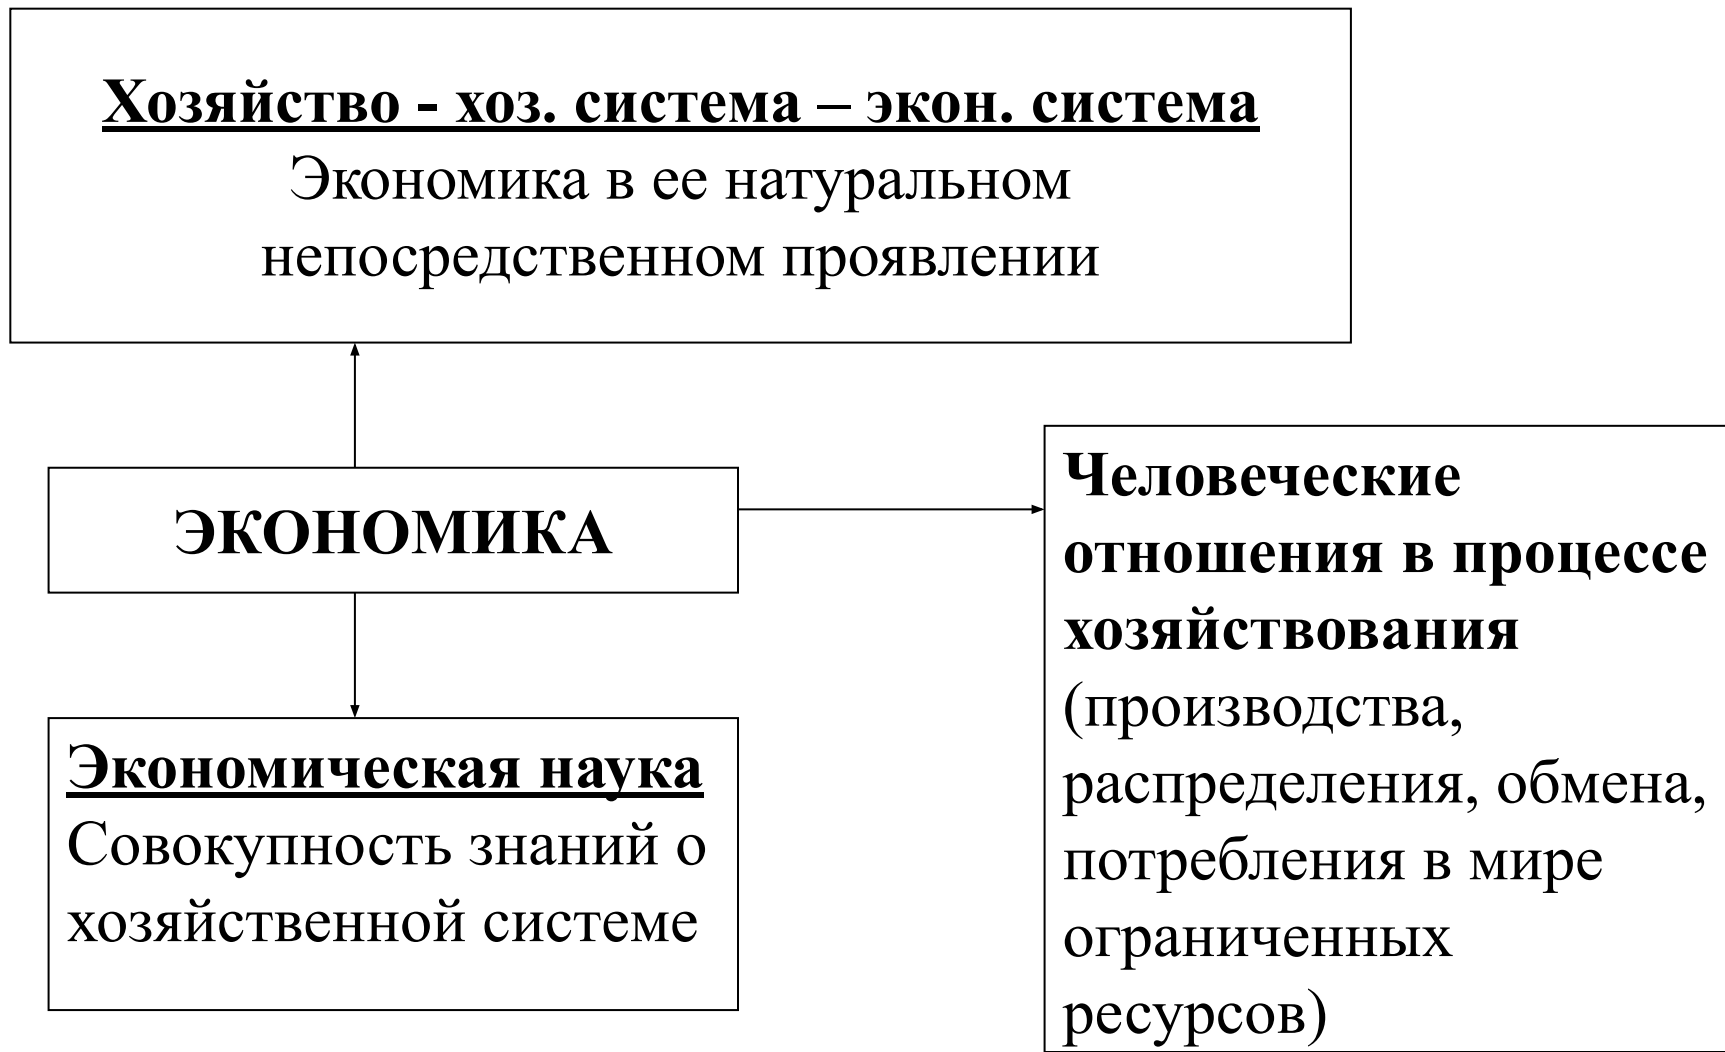 Хозяйство - хоз. система – экон. система
Экономика в ее натуральном
непосредственном проявлении
ЭКОНОМИКА
Человеческие
отношения в процессе
хозяйствования
(производства,
распределения, обмена,
потребления в мире
ограниченных
ресурсов)
Экономическая наука
Совокупность знаний о
хозяйственной системе